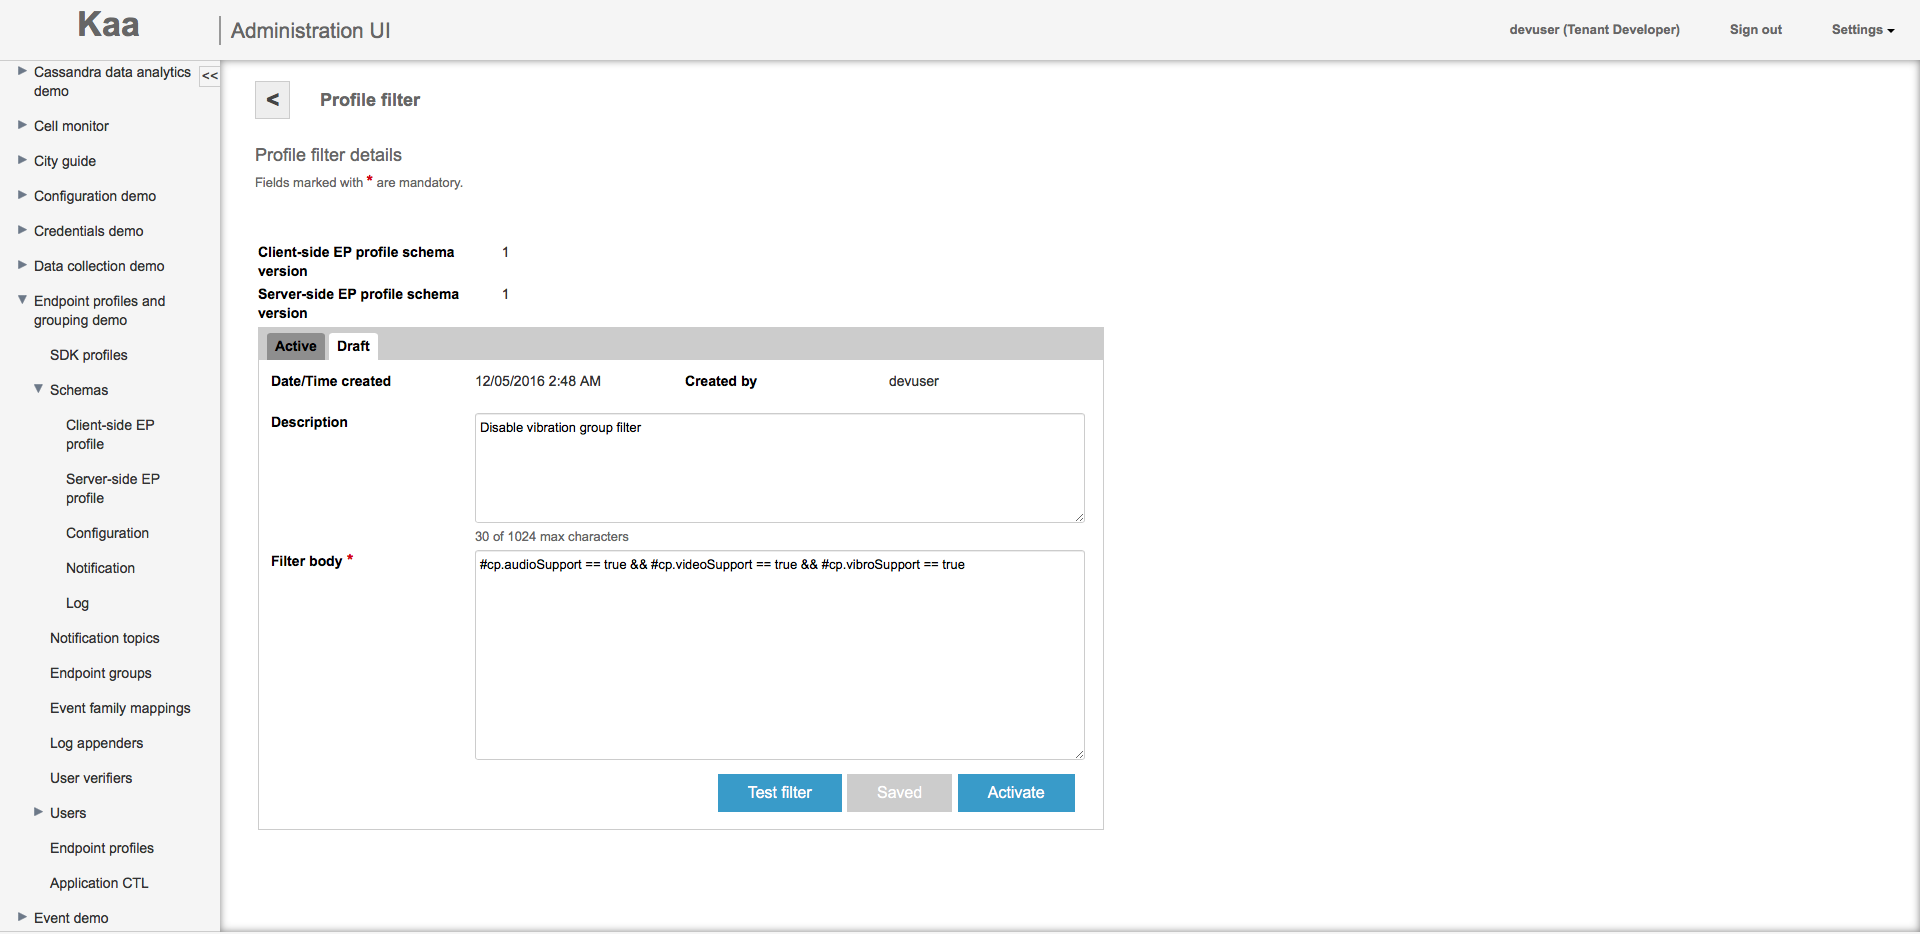 Kaa
Administration UI
devuser (Tenant Developer)
Sign out
Settings
Cassandra data analytics
demo
<<
Cell monitor
City guide
Configuration demo
Credentials demo
Data collection demo
Endpoint profiles and
grouping demo
SDK profiles
Schemas
Client-side EP
profile
Server-side EP
profile
Configuration
Notification
Log
Notification topics
Endpoint groups
Event family mappings
Log appenders
User verifiers
Users
Endpoint profiles
Application CTL
Event demo
< Profile filter
Profile filter details
Fields marked with * are mandatory.
Client-side EP profile schema 1
version
Server-side EP profile schema 1
version
Active Draft
Date/Time created 12/05/2016 2:48 AM Created by devuser
Description Disable vibration group filter
30 of 1024 max characters
Filter body * #cp.audioSupport == true && #cp.videoSupport == true && #cp.vibroSupport == true
Test filter Saved Activate